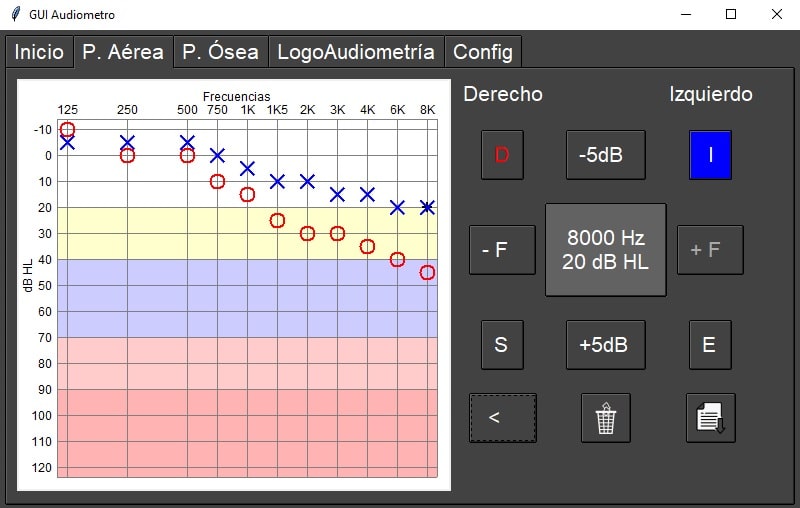 GUI Audiometro
Inicio P. Aérea P. Ósea LogoAudiometría Config
Frecuencias
125 250 500 750 1K 1K5 2K 3K 4K 6K 8K
-10
0
10
20
30
40
50
60
70
80
90
100
110
120
dB HL
Derecho Izquierdo
D -5dB I
- F 8000 Hz + F
20 dB HL
S +5dB E
<